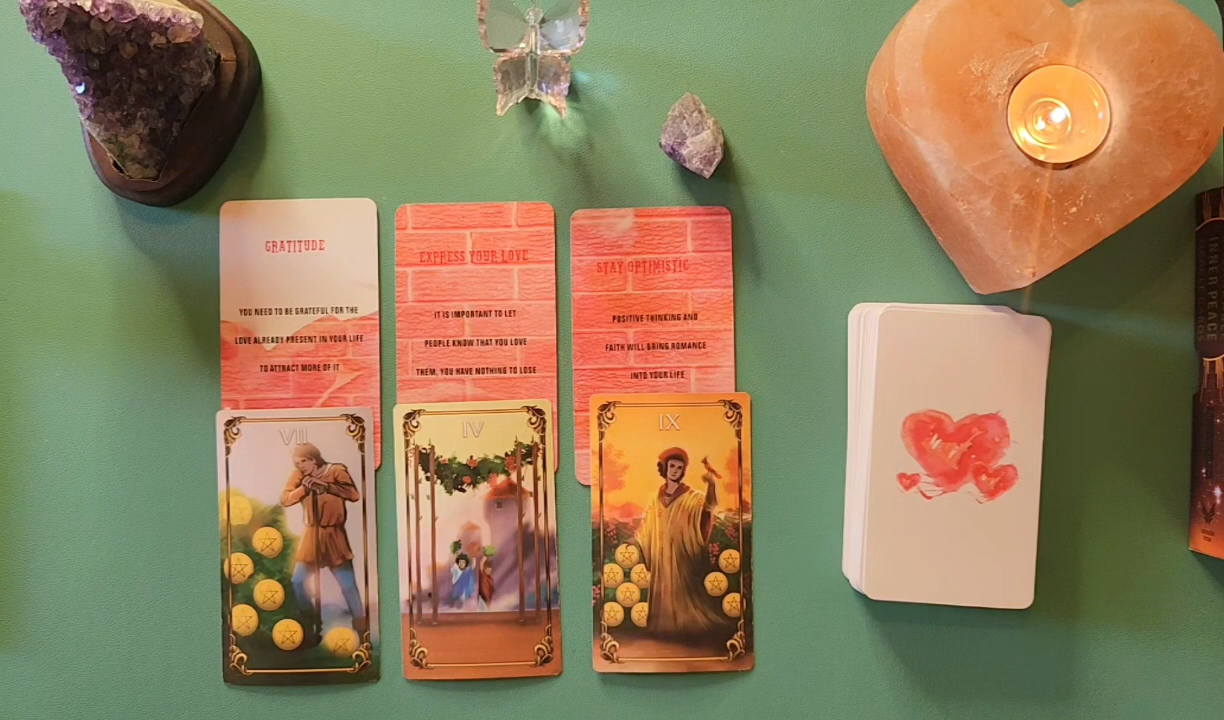 GRATITUDE
YOU NEED TO BE GRATEFUL FOR THE
LOVE ALREADY PRESENT IN YOUR LIFE
TO ATTRACT MORE OF IT
EXPRESS YOUR LOVE
IT IS IMPORTANT TO LET
PEOPLE KNOW THAT YOU LOVE
THEM, YOU HAVE NOTHING TO LOSE
STAY OPTIMISTIC
POSITIVE THINKING AND
FAITH WILL BRING ROMANCE
INTO YOUR LIFE
VII
IV
IX
INNER PEACE